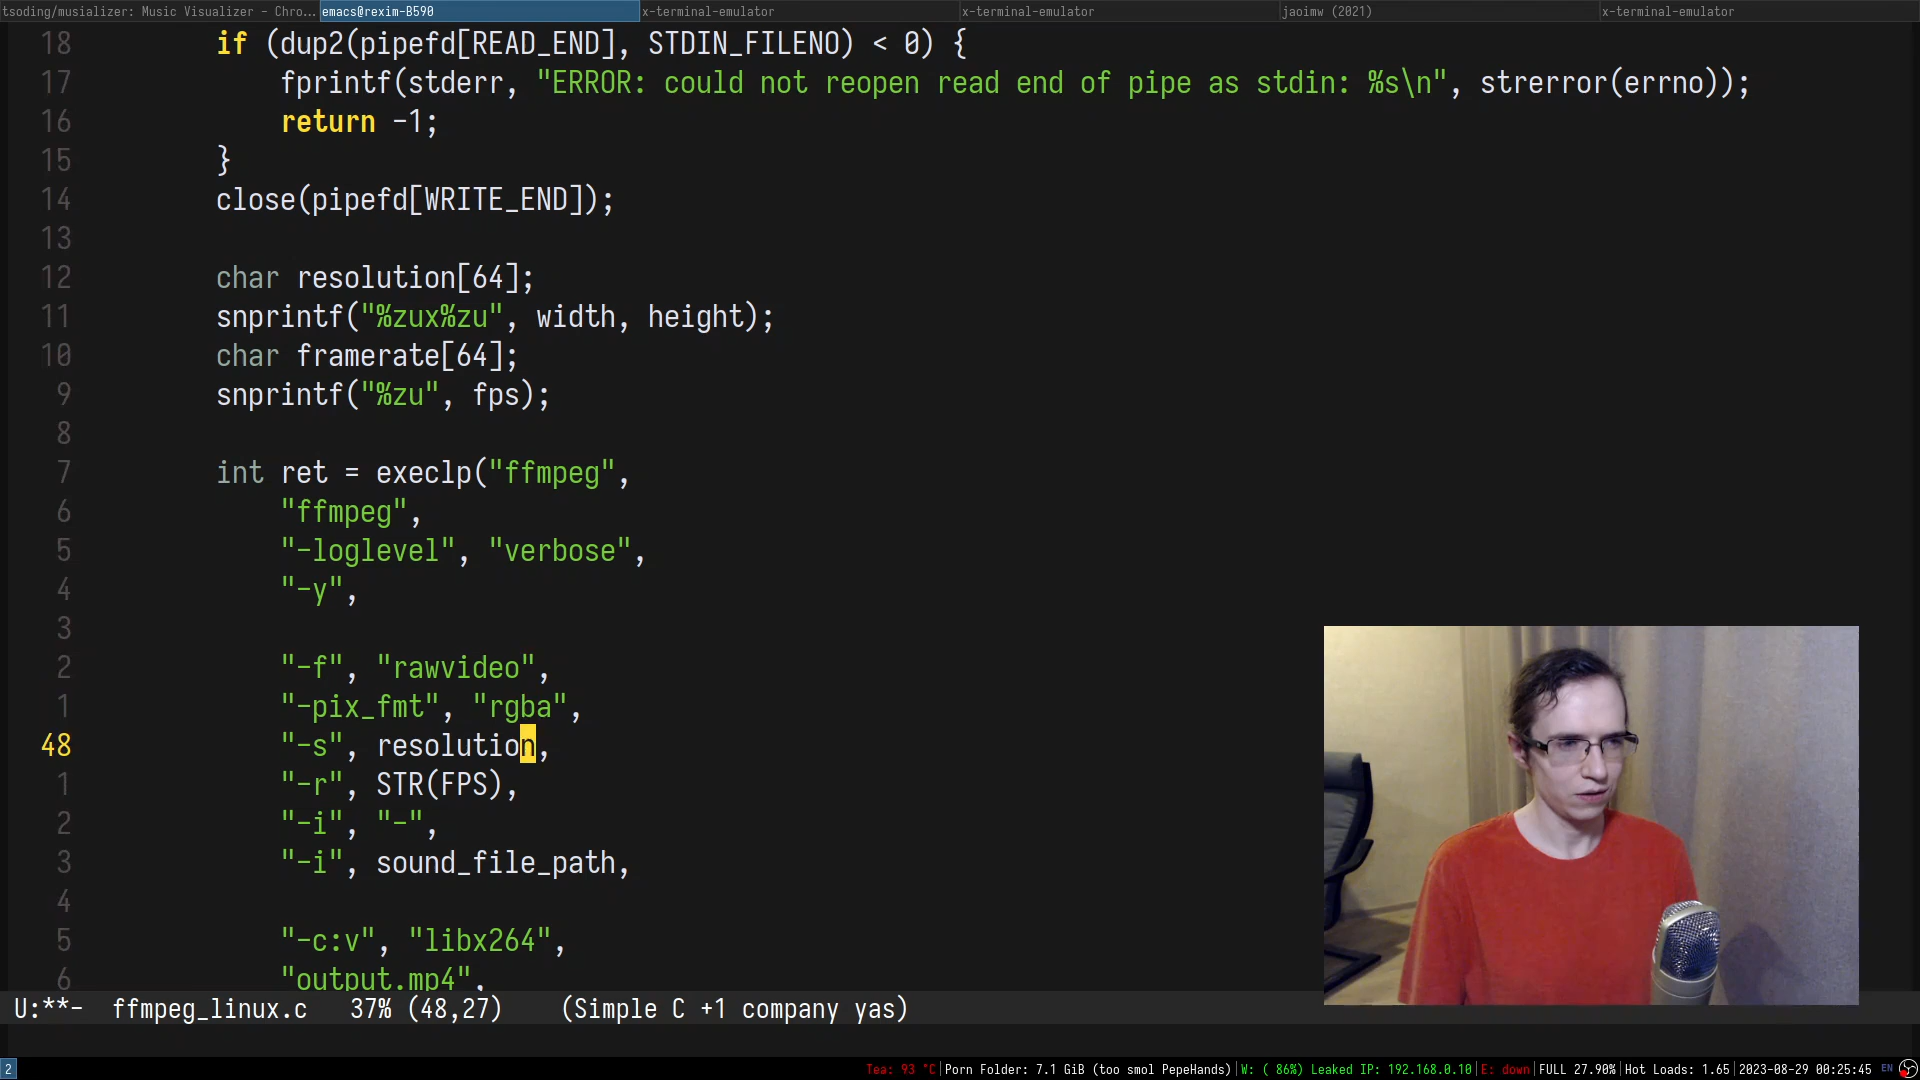 tsoding/musializer: Music Visualizer - Chro... emacs@rexim-B590 x-terminal-emulator x-terminal-emulator jaoimw (2021) x-terminal-emulator
18 if (dup2(pipefd[READ_END], STDIN_FILENO) < 0) {
17 fprintf(stderr, "ERROR: could not reopen read end of pipe as stdin: %s\n", strerror(errno));
16 return -1;
15 }
14 close(pipefd[WRITE_END]);
13
12 char resolution[64];
11 snprintf("%zux%zu", width, height);
10 char framerate[64];
9 snprintf("%zu", fps);
8
7 int ret = execlp("ffmpeg",
6 "ffmpeg",
5 "-loglevel", "verbose",
4 "-y",
3
2 "-f", "rawvideo",
1 "-pix_fmt", "rgba",
48 "-s", resolution,
1 "-r", STR(FPS),
2 "-i", "-",
3 "-i", sound_file_path,
4
5 "-c:v", "libx264",
6 "output.mp4",
U:**- ffmpeg_linux.c 37% (48,27) (Simple C +1 company yas)
2 Tea: 93 °C|Porn Folder: 7.1 GiB (too smol PepeHands)|W: ( 86%) Leaked IP: 192.168.0.10|E: down|FULL 27.90%|Hot Loads: 1.65|2023-08-29 00:25:45 EN